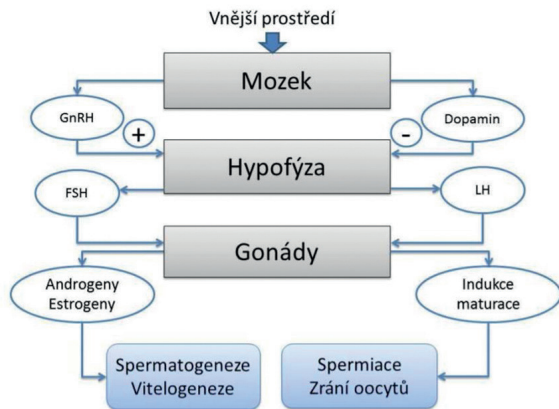 Vnější prostředí
Mozek
GnRH
+
-
Dopamin
Hypofýza
FSH
LH
Gonády
Androgeny
Estrogeny
Indukce
maturace
Spermatogeneze
Vitelogeneze
Spermiace
Zrání oocytů